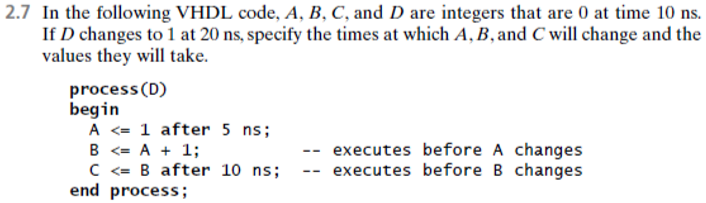 2.7 In the following VHDL code, A, B, C, and D are integers that are 0 at time 10 ns.
If D changes to 1 at 20 ns, specify the times at which A, B, and C will change and the
values they will take.
process(D)
begin
A <= 1 after 5 ns;
B <= A + 1; -- executes before A changes
C <= B after 10 ns; -- executes before B changes
end process;